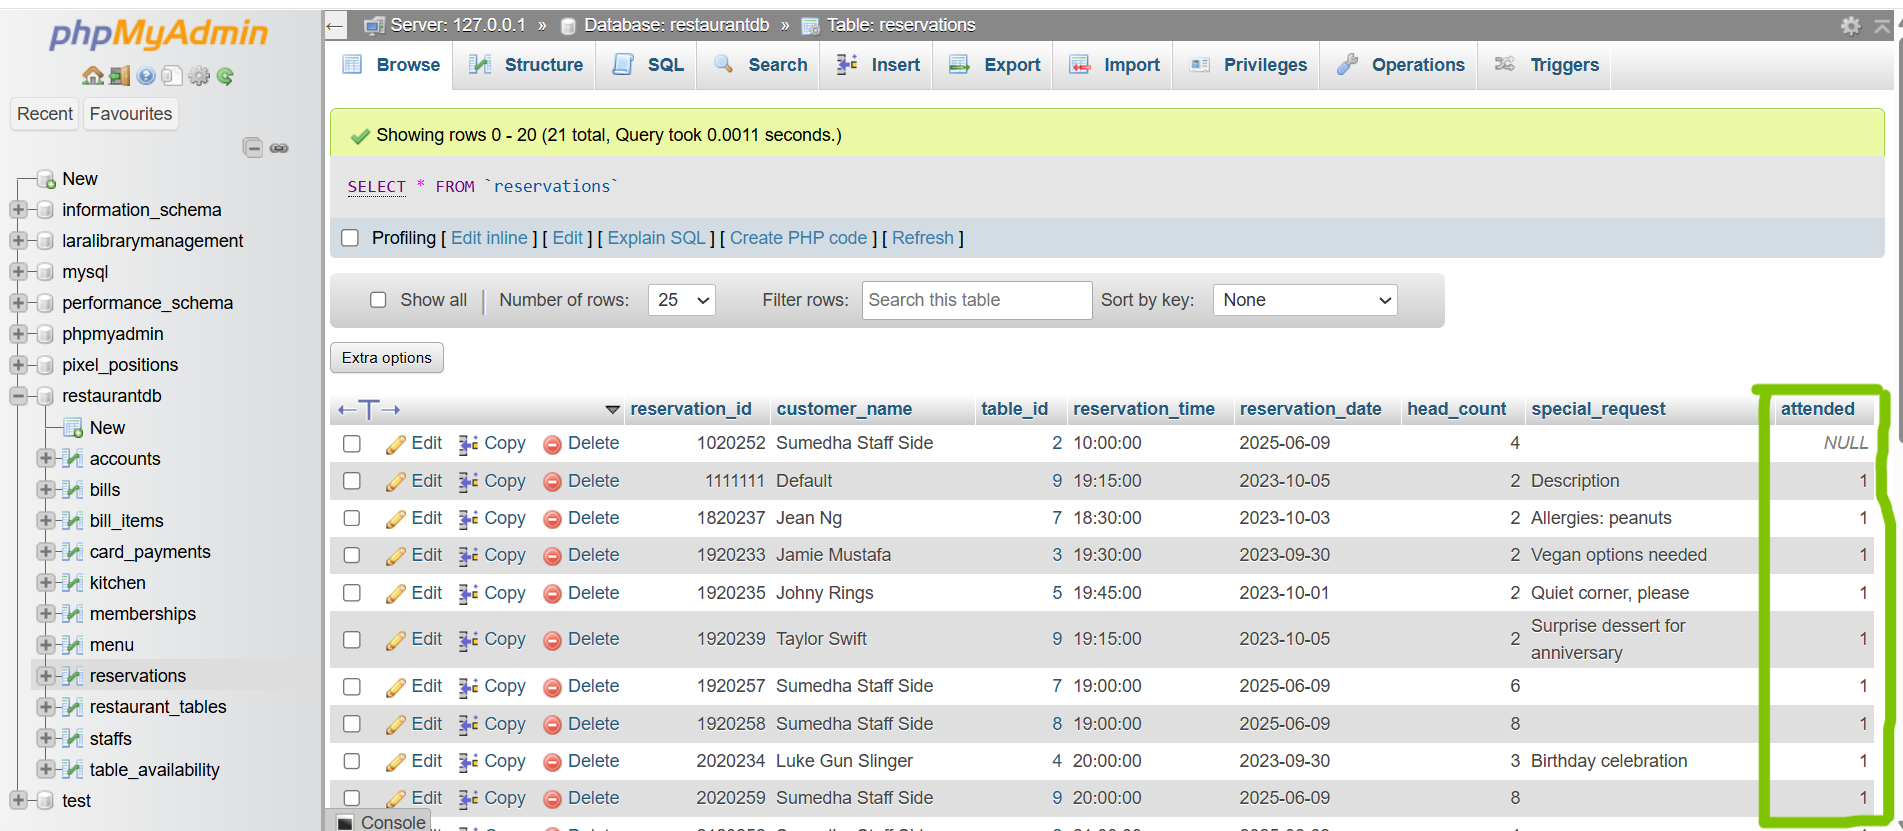 phpMyAdmin
Recent Favourites
New
information_schema
laralibrarymanagement
mysql
performance_schema
phpmyadmin
pixel_positions
restaurantdb
New
accounts
bills
bill_items
card_payments
kitchen
memberships
menu
reservations
restaurant_tables
staffs
table_availability
test
Server: 127.0.0.1 » Database: restaurantdb » Table: reservations
Browse Structure SQL Search Insert Export Import Privileges Operations Triggers
Showing rows 0 - 20 (21 total, Query took 0.0011 seconds.)
SELECT * FROM `reservations`
Profiling [ Edit inline ] [ Edit ] [ Explain SQL ] [ Create PHP code ] [ Refresh ]
Show all Number of rows: 25 Filter rows: Search this table Sort by key: None
Extra options
←T→ reservation_id customer_name table_id reservation_time reservation_date head_count special_request attended
Edit Copy Delete 1020252 Sumedha Staff Side 2 10:00:00 2025-06-09 4 NULL
Edit Copy Delete 1111111 Default 9 19:15:00 2023-10-05 2 Description 1
Edit Copy Delete 1820237 Jean Ng 7 18:30:00 2023-10-03 2 Allergies: peanuts 1
Edit Copy Delete 1920233 Jamie Mustafa 3 19:30:00 2023-09-30 2 Vegan options needed 1
Edit Copy Delete 1920235 Johny Rings 5 19:45:00 2023-10-01 2 Quiet corner, please 1
Edit Copy Delete 1920239 Taylor Swift 9 19:15:00 2023-10-05 2 Surprise dessert for anniversary 1
Edit Copy Delete 1920257 Sumedha Staff Side 7 19:00:00 2025-06-09 6 1
Edit Copy Delete 1920258 Sumedha Staff Side 8 19:00:00 2025-06-09 8 1
Edit Copy Delete 2020234 Luke Gun Slinger 4 20:00:00 2023-09-30 3 Birthday celebration 1
Edit Copy Delete 2020259 Sumedha Staff Side 9 20:00:00 2025-06-09 8 1
Console